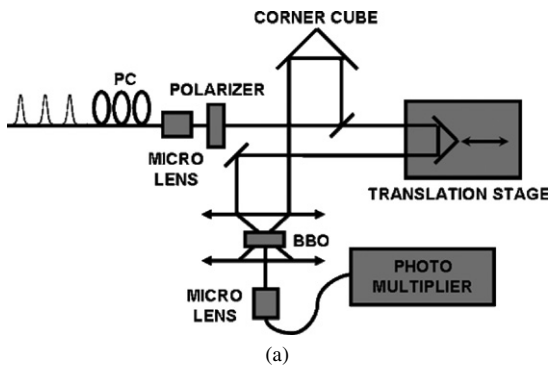 CORNER CUBE
PC
POLARIZER
MICRO
LENS
TRANSLATION STAGE
BBO
PHOTO
MULTIPLIER
MICRO
LENS
(a)